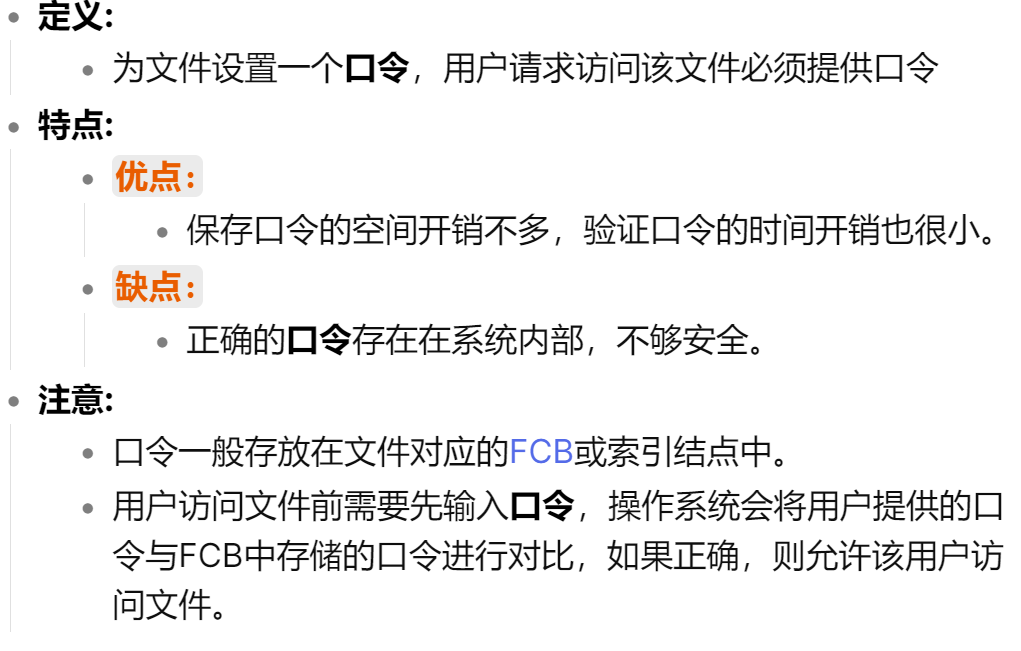 定义:
为文件设置一个口令，用户请求访问该文件必须提供口令
特点:
优点：
保存口令的空间开销不多，验证口令的时间开销也很小。
缺点：
正确的口令存在在系统内部，不够安全。
注意:
口令一般存放在文件对应的FCB或索引结点中。
用户访问文件前需要先输入口令，操作系统会将用户提供的口
令与FCB中存储的口令进行对比，如果正确，则允许该用户访
问文件。